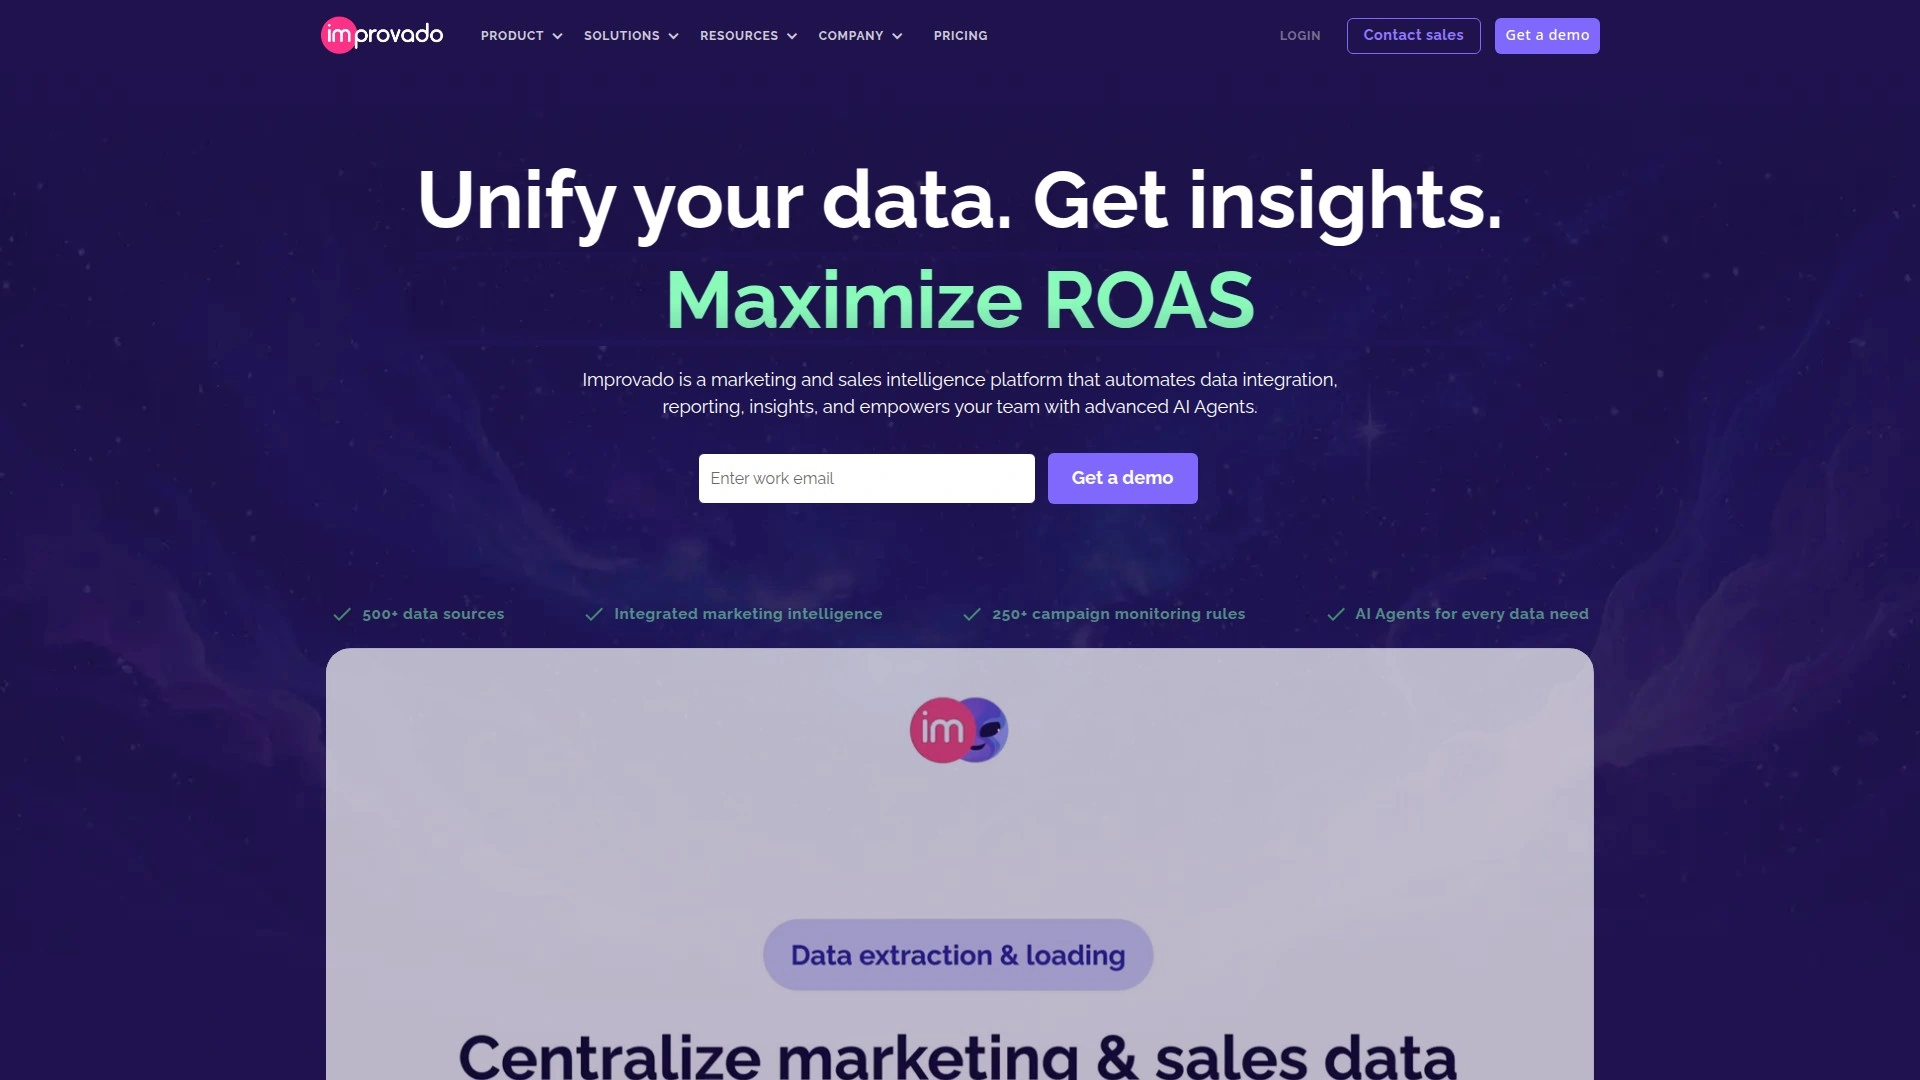 improvado
PRODUCT
SOLUTIONS
RESOURCES
COMPANY
PRICING
LOGIN
Contact sales
Get a demo
Unify your data. Get insights.
Maximize ROAS
Improvado is a marketing and sales intelligence platform that automates data integration,
reporting, insights, and empowers your team with advanced AI Agents.
Enter work email
Get a demo
500+ data sources
Integrated marketing intelligence
250+ campaign monitoring rules
AI Agents for every data need
im
Data extraction & loading
Centralize marketing & sales data